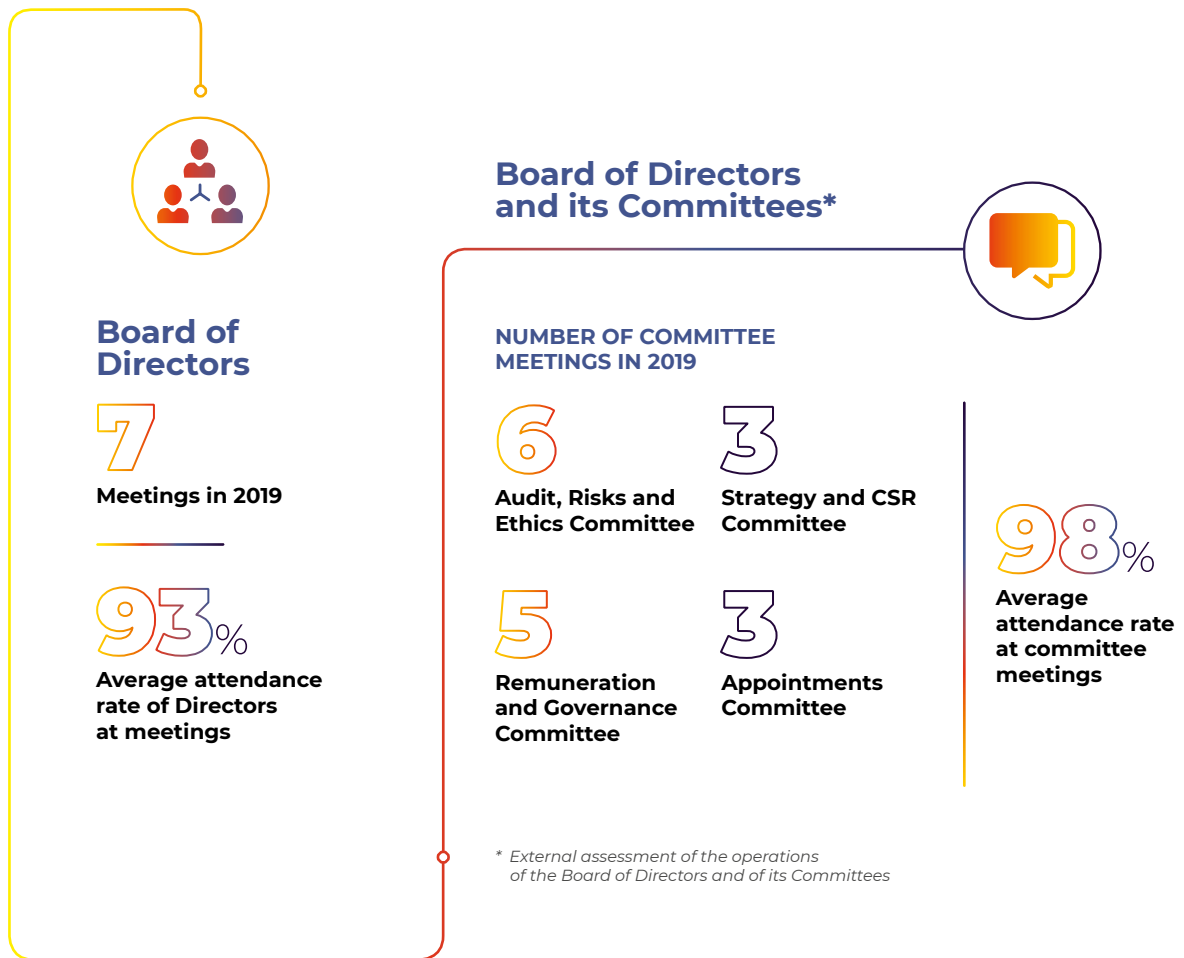 Board of
Directors
7
Meetings in 2019
93%
Average attendance
rate of Directors
at meetings
Board of Directors
and its Committees*
NUMBER OF COMMITTEE
MEETINGS IN 2019
6
Audit, Risks and
Ethics Committee
3
Strategy and CSR
Committee
5
Remuneration
and Governance
Committee
3
Appointments
Committee
98%
Average
attendance rate
at committee
meetings
* External assessment of the operations
of the Board of Directors and of its Committees